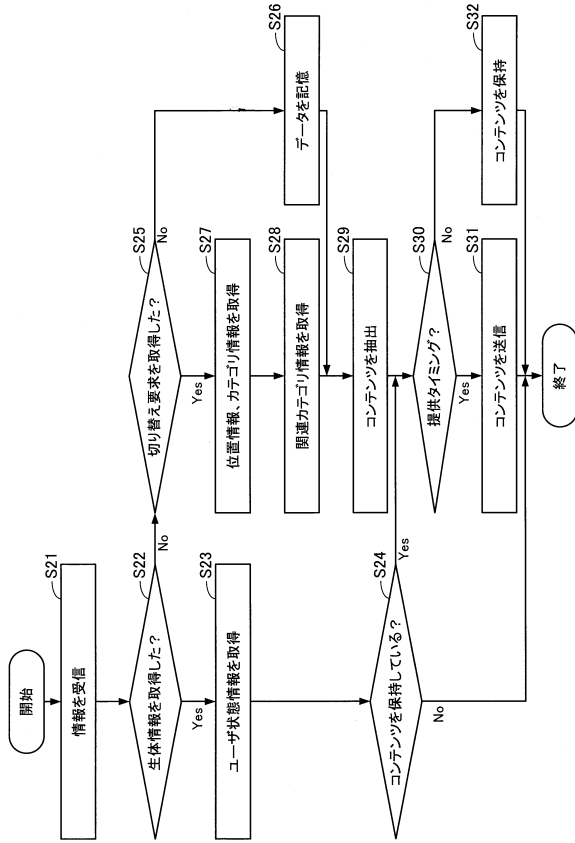 開始
S21
情報を受信
S22
生体情報を取得した?
Yes
No
S23
ユーザ状態情報を取得
S24
コンテンツを保持している?
Yes
No
S25
切り替え要求を取得した?
Yes
No
S26
データを記憶
S27
位置情報、カテゴリ情報を取得
S28
関連カテゴリ情報を取得
S29
コンテンツを抽出
S30
提供タイミング?
Yes
No
S31
コンテンツを送信
S32
コンテンツを保持
終了